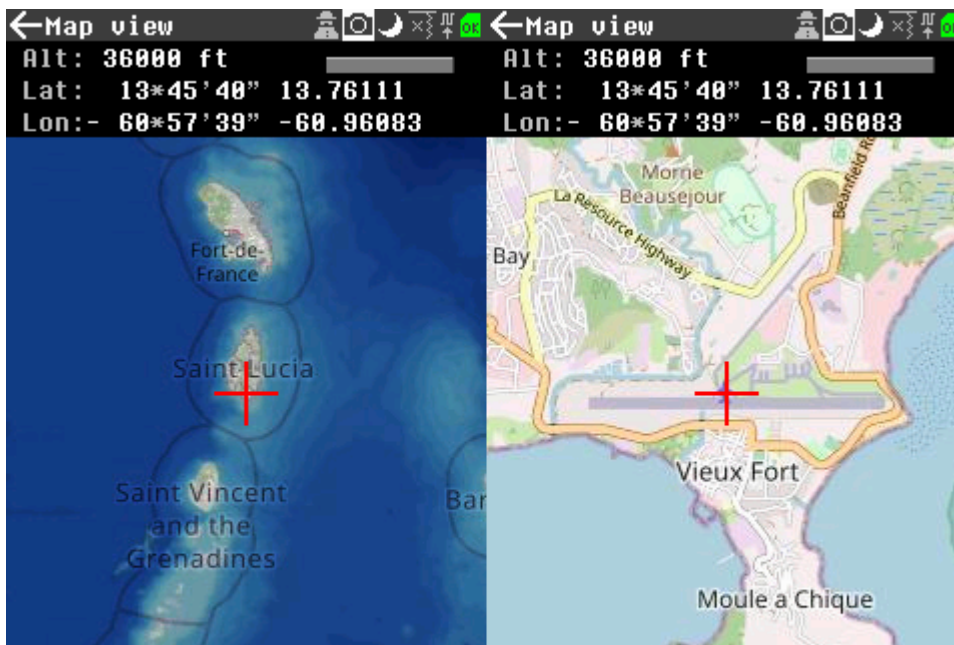 ←Map view OK
Alt: 36000 ft
Lat: 13*45'40” 13.76111
Lon:- 60*57'39” -60.96083
Fort-de-
France
Saint Lucia
Saint Vincent
and the
Grenadines
Bar
←Map view
Alt: 36000 ft
Lat: 13*45'40” 13.76111
Lon:- 60*57'39” -60.96083
Morne
Beausejour
La Resource Highway
Beanfield Ro
Bay
Vieux Fort
Moule a Chique